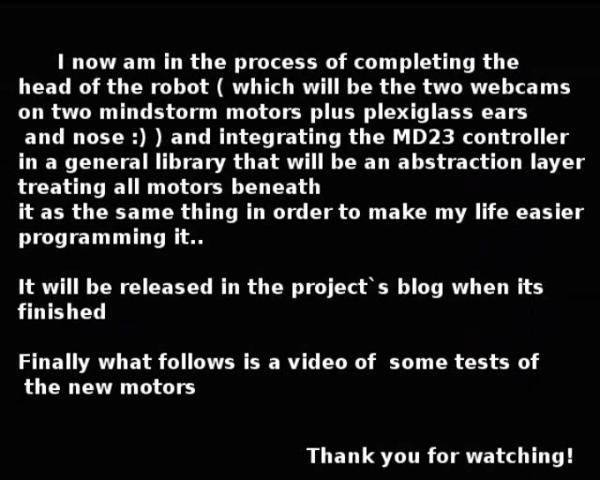 I now am in the process of completing the
head of the robot ( which will be the two webcams
on two mindstorm motors plus plexiglass ears
and nose :) ) and integrating the MD23 controller
in a general library that will be an abstraction layer
treating all motors beneath
it as the same thing in order to make my life easier
programming it..
It will be released in the project`s blog when its
finished
Finally what follows is a video of  some tests of
the new motors
Thank you for watching!